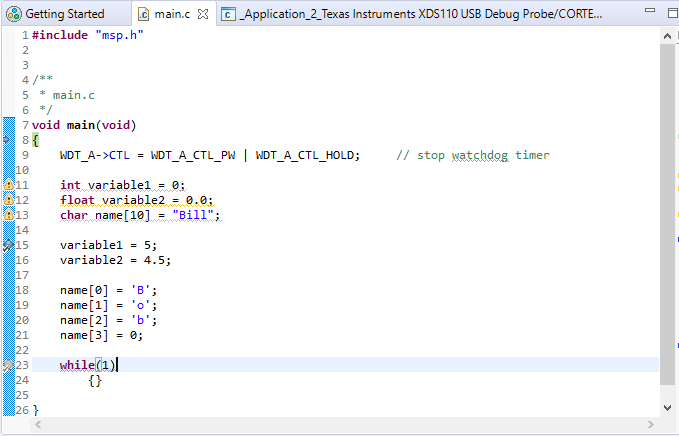 Getting Started
main.c
_Application_2_Texas Instruments XDS110 USB Debug Probe/CORTE...
1 #include "msp.h"
2
3
4 /**
5  * main.c
6  */
7 void main(void)
8 {
9     WDT_A->CTL = WDT_A_CTL_PW | WDT_A_CTL_HOLD;     // stop watchdog timer
10
11     int variable1 = 0;
12     float variable2 = 0.0;
13     char name[10] = "Bill";
14
15     variable1 = 5;
16     variable2 = 4.5;
17
18     name[0] = 'B';
19     name[1] = 'o';
20     name[2] = 'b';
21     name[3] = 0;
22
23     while(1)
24         {}
25
26 }